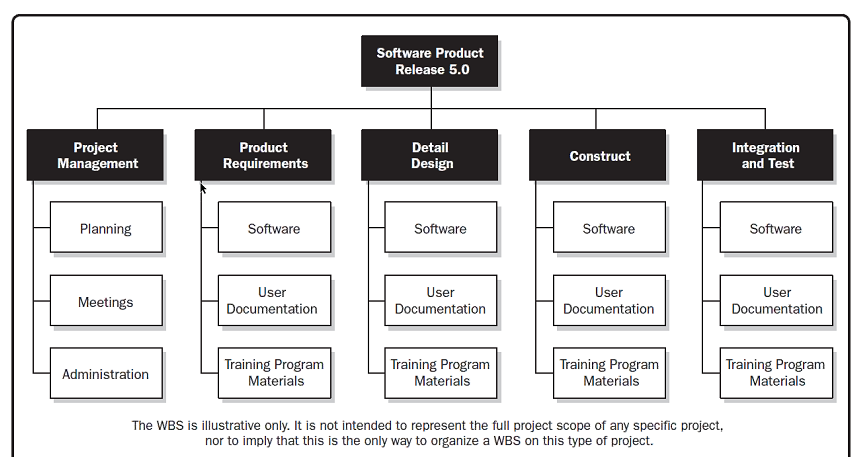 Software Product
Release 5.0
Project
Management
Product
Requirements
Detail
Design
Construct
Integration
and Test
Planning
Software
Software
Software
Software
Meetings
User
Documentation
User
Documentation
User
Documentation
User
Documentation
Administration
Training Program
Materials
Training Program
Materials
Training Program
Materials
Training Program
Materials
The WBS is illustrative only. It is not intended to represent the full project scope of any specific project,
nor to imply that this is the only way to organize a WBS on this type of project.